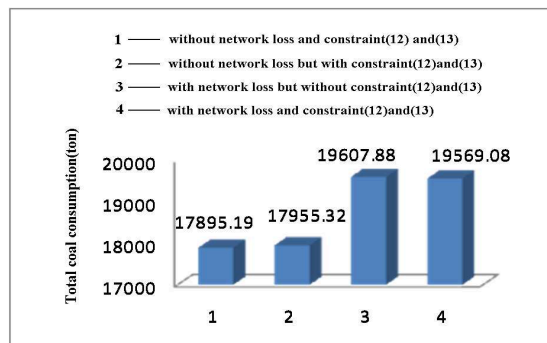 1 —— without network loss and constraint(12) and(13)
2 —— without network loss but with constraint(12)and(13)
3 —— with network loss but without constraint(12)and(13)
4 —— with network loss and constraint(12)and(13)
Total coal consumption(ton)
20000
19000
18000
17000
17895.19
17955.32
19607.88
19569.08
1 2 3 4